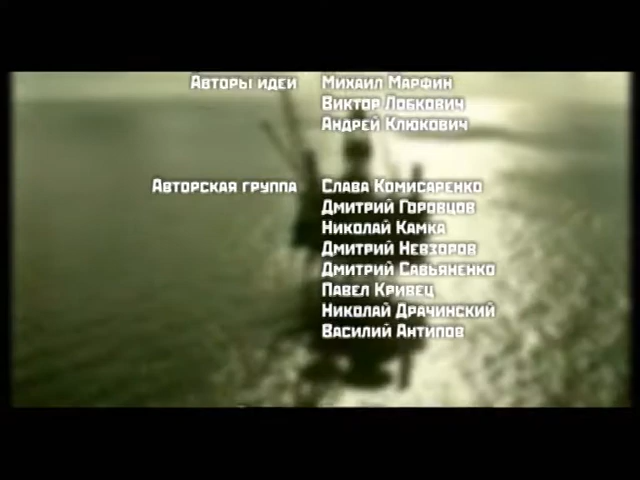 Авторы идеи Михаил Марфин
Виктор Лобкович
Андрей Клюкович
Авторская группа Слава Комисаренко
Дмитрий Горовцов
Николай Камка
Дмитрий Невзоров
Дмитрий Савьяненко
Павел Кривец
Николай Драчинский
Василий Антипов